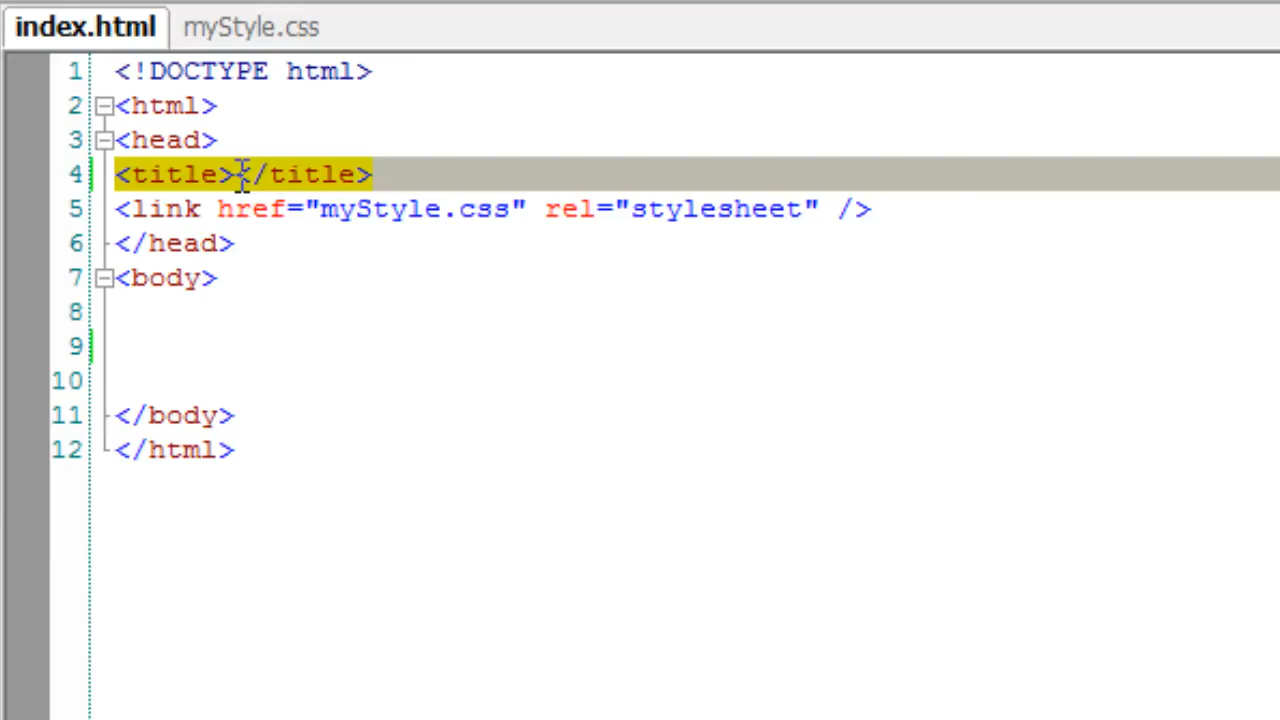 index.html myStyle.css
1 <!DOCTYPE html>
2 <html>
3 <head>
4 <title></title>
5 <link href="myStyle.css" rel="stylesheet" />
6 </head>
7 <body>
8
9
10
11 </body>
12 </html>